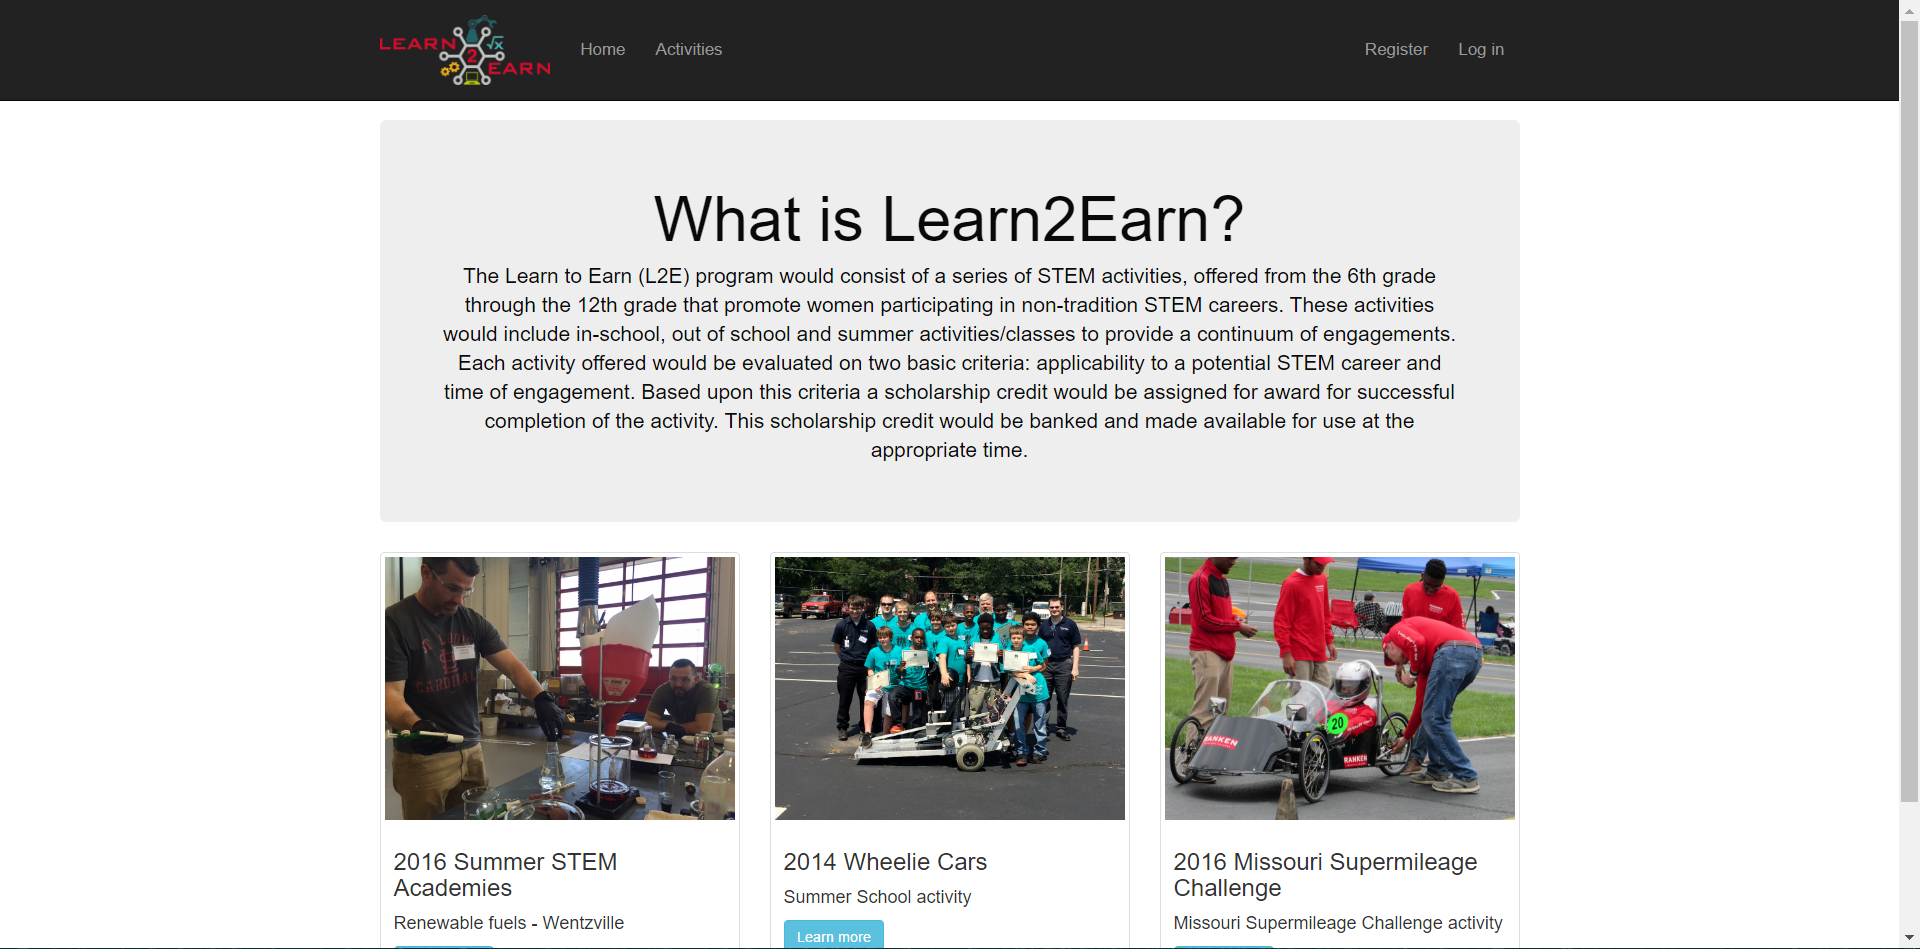 LEARN
2
√x
EARN
Home
Activities
Register
Log in
What is Learn2Earn?
The Learn to Earn (L2E) program would consist of a series of STEM activities, offered from the 6th grade
through the 12th grade that promote women participating in non-tradition STEM careers. These activities
would include in-school, out of school and summer activities/classes to provide a continuum of engagements.
Each activity offered would be evaluated on two basic criteria: applicability to a potential STEM career and
time of engagement. Based upon this criteria a scholarship credit would be assigned for award for successful
completion of the activity. This scholarship credit would be banked and made available for use at the
appropriate time.
CARDINALS
20
RANKEN
RANKEN
2016 Summer STEM
Academies
Renewable fuels - Wentzville
2014 Wheelie Cars
Summer School activity
Learn more
2016 Missouri Supermileage
Challenge
Missouri Supermileage Challenge activity